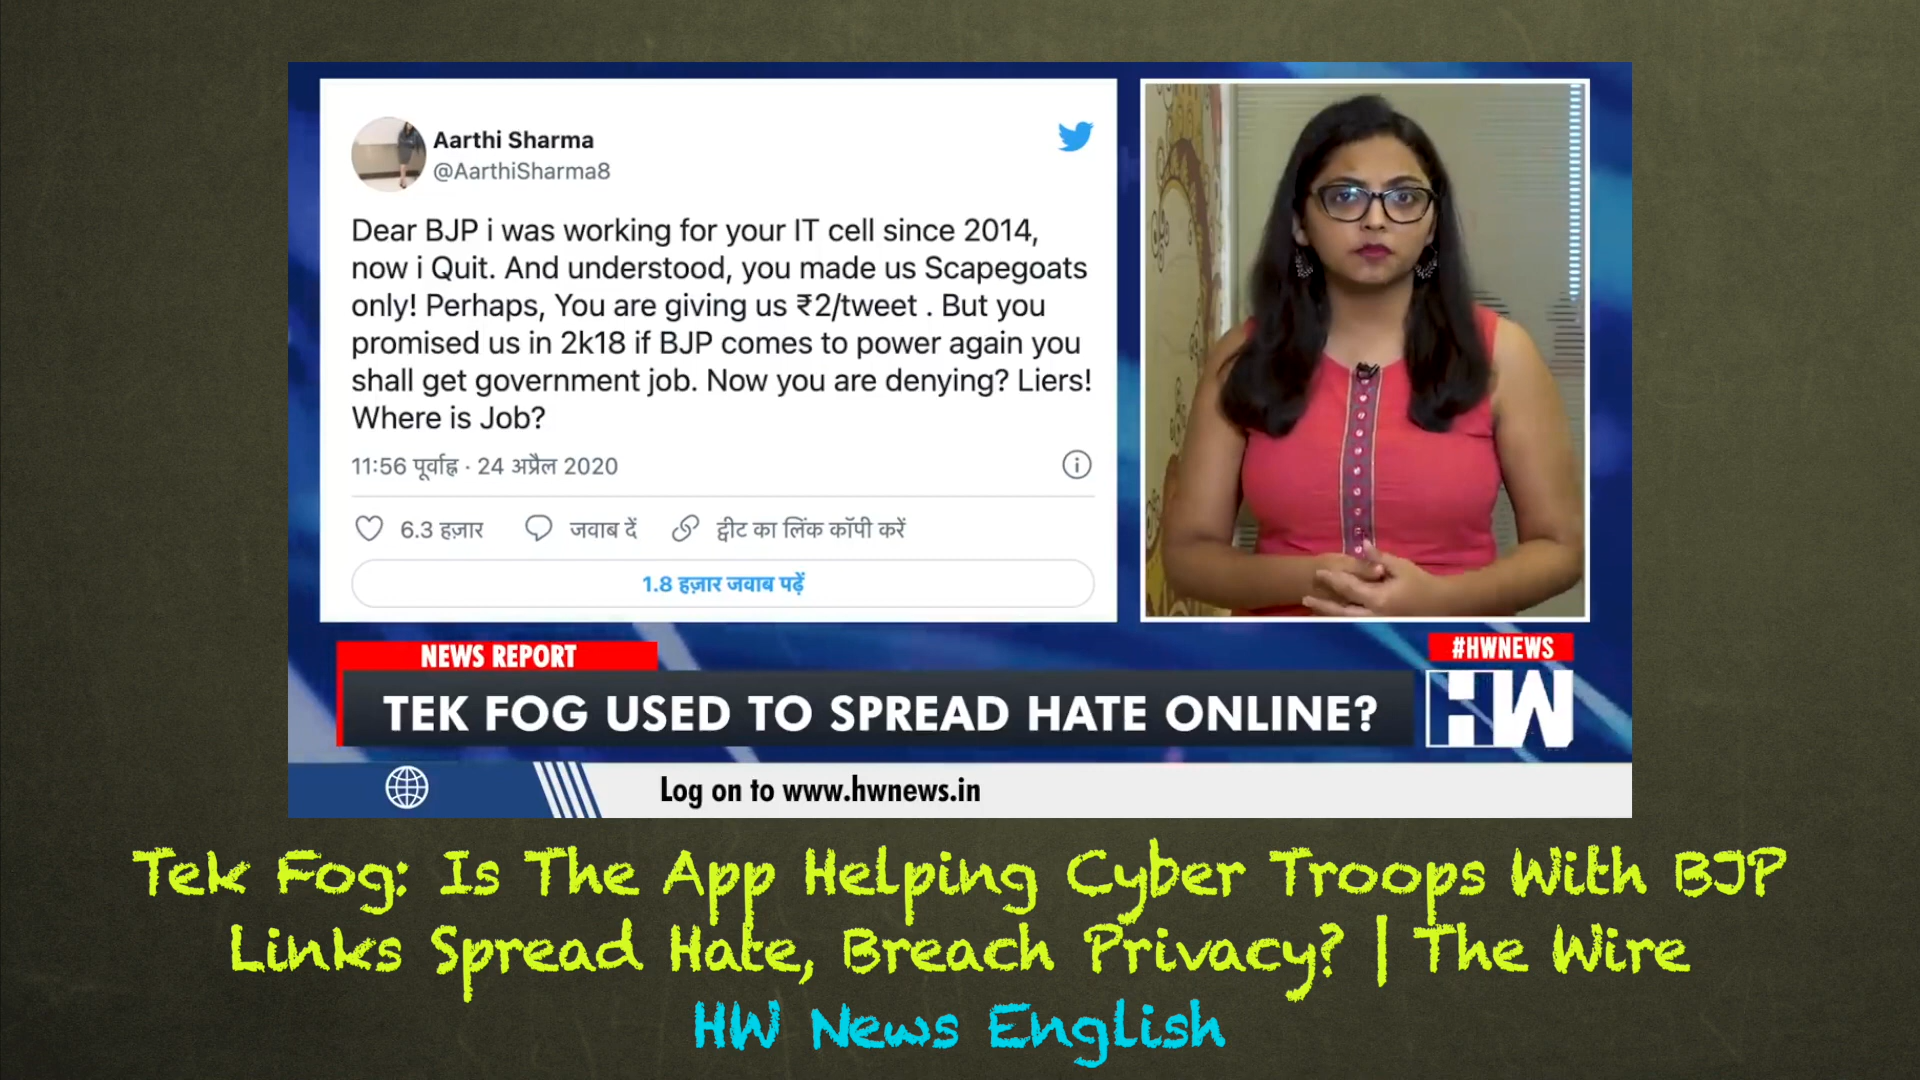 Aarthi Sharma
@AarthiSharma8
Dear BJP i was working for your IT cell since 2014,
now i Quit. And understood, you made us Scapegoats
only! Perhaps, You are giving us ₹2/tweet . But you
promised us in 2k18 if BJP comes to power again you
shall get government job. Now you are denying? Liers!
Where is Job?
11:56 पूर्वाह्न · 24 अप्रैल 2020
6.3 हज़ार जवाब दें ट्वीट का लिंक कॉपी करें
1.8 हज़ार जवाब पढ़ें
NEWS REPORT
#HWNEWS
TEK FOG USED TO SPREAD HATE ONLINE?
HW
Log on to www.hwnews.in
Tek Fog: Is The App Helping Cyber Troops With BJP
Links Spread Hate, Breach Privacy? | The Wire
HW News English